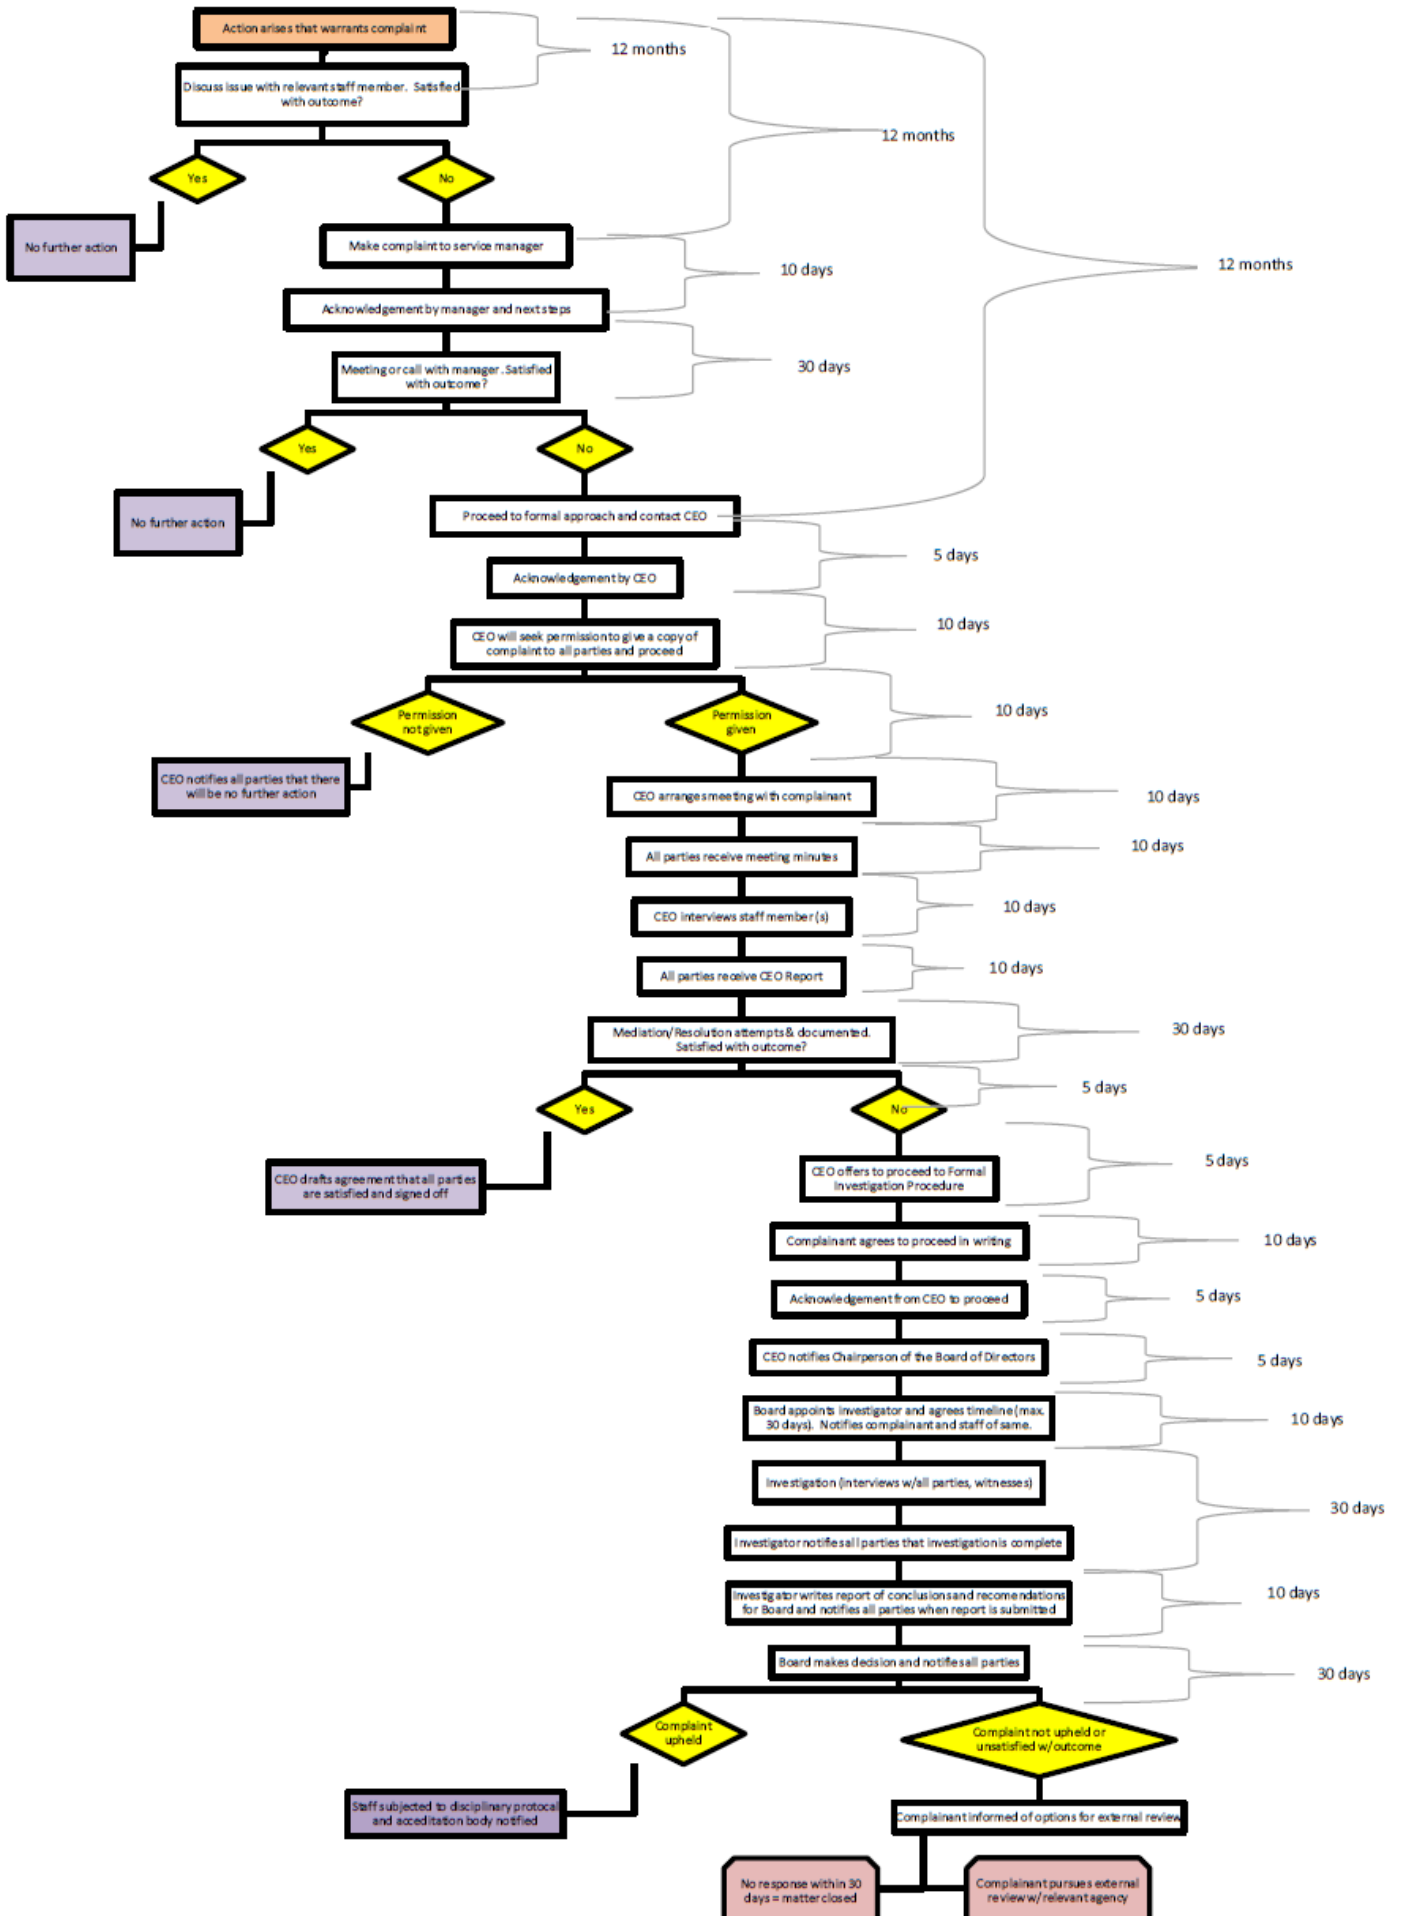 Action arises that warrants complaint
12 months
Discuss issue with relevant staff member.  Satisfied
with outcome?
12 months
Yes
No
No further action
Make complaint to service manager
10 days
12 months
Acknowledgement by manager and next steps
30 days
Meeting or call with manager. Satisfied
with outcome?
Yes
No
No further action
Proceed to formal approach and contact CEO
5 days
Acknowledgement by CEO
10 days
CEO will seek permission to give a copy of
complaint to all parties and proceed
10 days
Permission
not given
Permission
given
CEO notifies all parties that there
will be no further action
CEO arranges meeting with complainant
10 days
All parties receive meeting minutes
10 days
CEO interviews staff member (s)
10 days
All parties receive CEO Report
10 days
Mediation/Resolution attempts & documented.
Satisfied with outcome?
30 days
5 days
Yes
No
CEO drafts agreement that all parties
are satisfied and signed off
CEO offers to proceed to Formal
Investigation Procedure
5 days
Complainant agrees to proceed in writing
10 days
Acknowledgement from CEO to proceed
5 days
CEO notifies Chairperson of the Board of Directors
5 days
Board appoints investigator and agrees timeline (max.
30 days).  Notifies complainant and staff of same.
10 days
Investigation (interviews w/all parties, witnesses)
30 days
Investigator notifies all parties that investigation is complete
Investigator writes report of conclusions and recomendations
for Board and notifies all parties when report is submitted
10 days
Board makes decision and notifies all parties
30 days
Complaint
upheld
Complaint not upheld or
unsatisfied w/outcome
Staff subjected to disciplinary protocal
and acceditation body notified
Complainant informed of options for external review
No response within 30
days = matter closed
Complainant pursues external
review w/ relevant agency